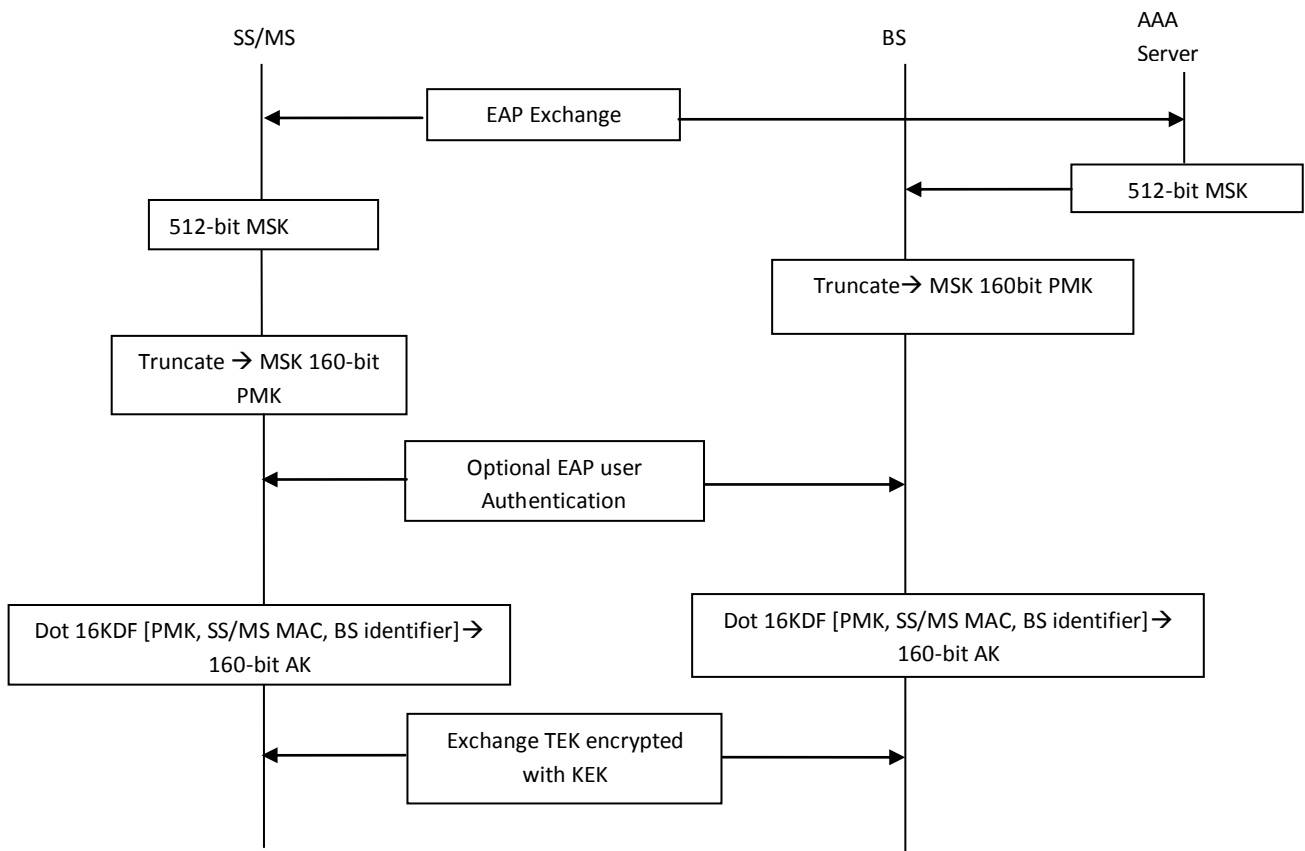 SS/MS
BS
AAA
Server
EAP Exchange
512-bit MSK
512-bit MSK
Truncate→ MSK 160bit PMK
Truncate → MSK 160-bit
PMK
Optional EAP user
Authentication
Dot 16KDF [PMK, SS/MS MAC, BS identifier]→
160-bit AK
Dot 16KDF [PMK, SS/MS MAC, BS identifier]→
160-bit AK
Exchange TEK encrypted
with KEK